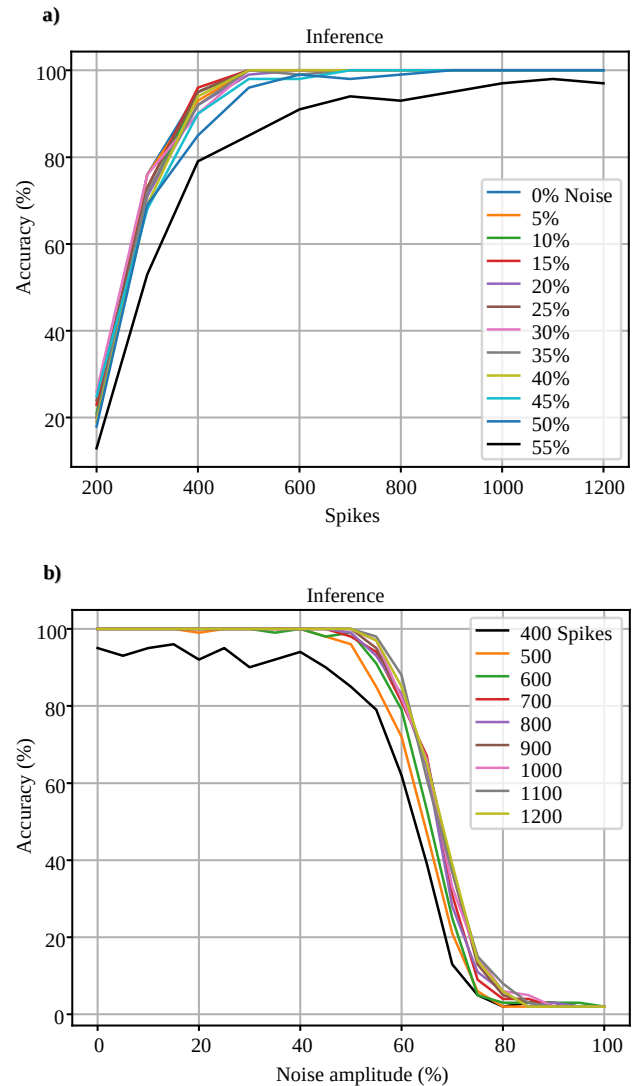 a)
Inference
100
80
60
40
20
Accuracy (%)
0% Noise
5%
10%
15%
20%
25%
30%
35%
40%
45%
50%
55%
200 400 600 800 1000 1200
Spikes
b)
Inference
100
80
60
40
20
0
Accuracy (%)
400 Spikes
500
600
700
800
900
1000
1100
1200
0 20 40 60 80 100
Noise amplitude (%)